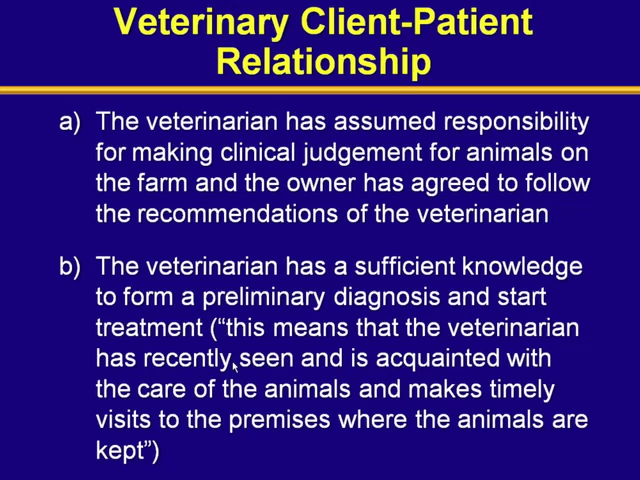 Veterinary Client-Patient
Relationship
a) The veterinarian has assumed responsibility
for making clinical judgement for animals on
the farm and the owner has agreed to follow
the recommendations of the veterinarian
b) The veterinarian has a sufficient knowledge
to form a preliminary diagnosis and start
treatment (“this means that the veterinarian
has recently seen and is acquainted with
the care of the animals and makes timely
visits to the premises where the animals are
kept”)